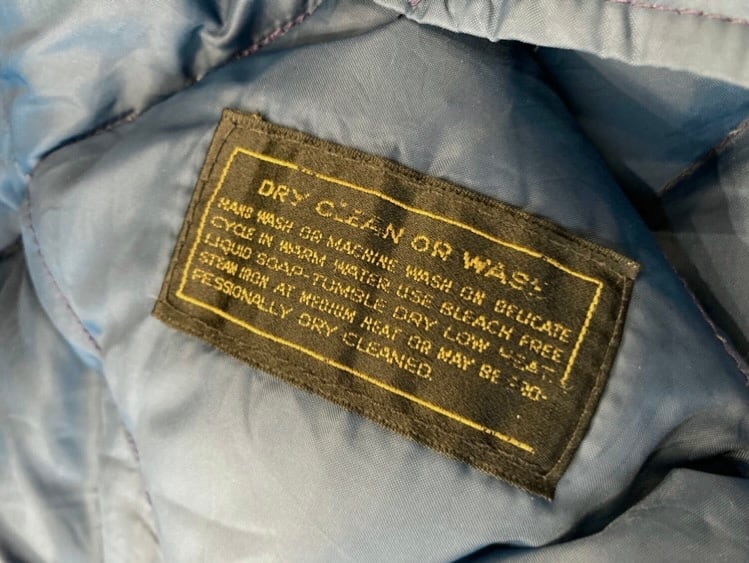 DRY CLEAN OR WASH
HAND WASH OR MACHINE WASH ON DELICATE
CYCLE IN WARM WATER USE BLEACH FREE
LIQUID SOAP-TUMBLE DRY LOW HEAT.
STEAM IRON AT MEDIUM HEAT OR MAY BE PRO-
FESSIONALLY DRY CLEANED.